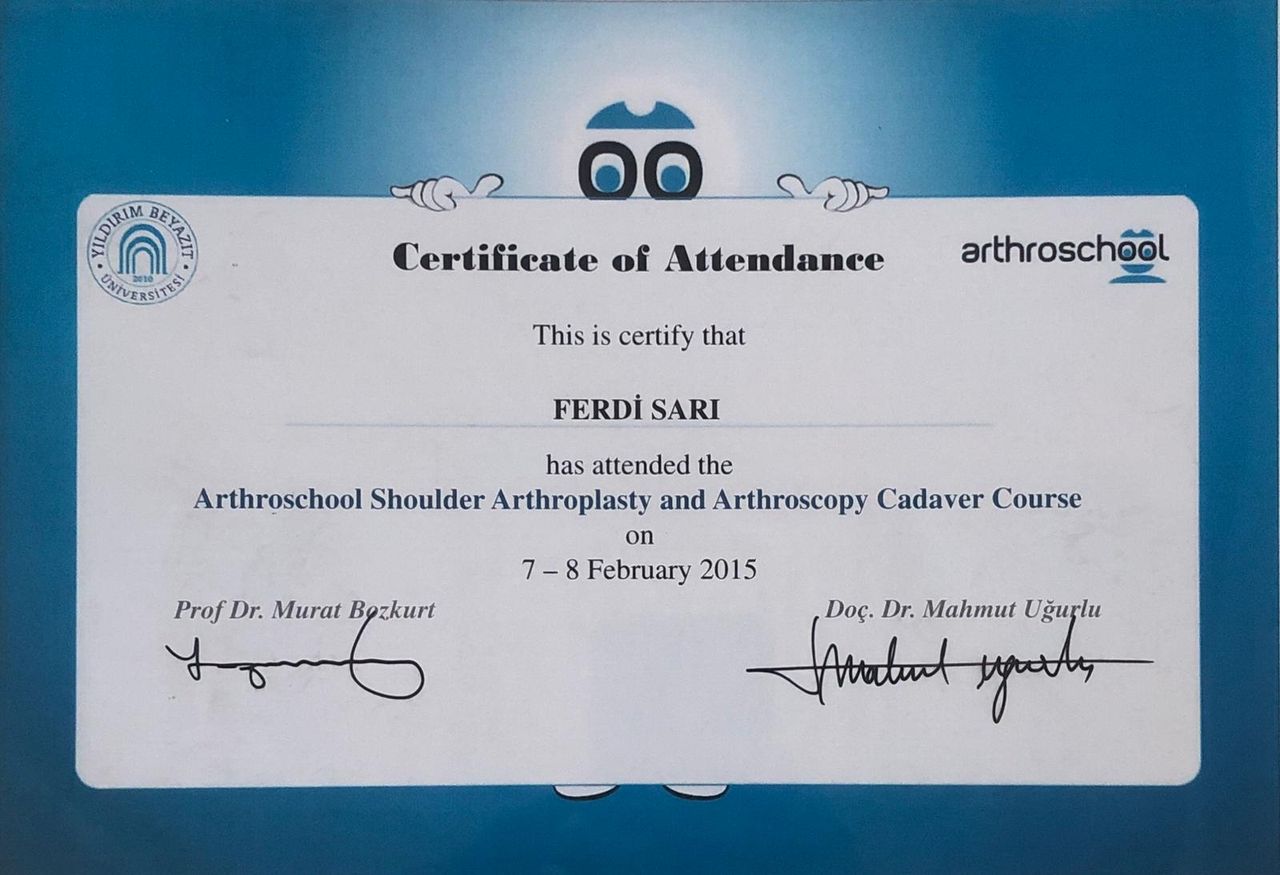 YILDIRIM BEYAZIT
2010
ÜNİVERSİTESİ
Certificate of Attendance
arthroschool
This is certify that
FERDİ SARI
has attended the
Arthroschool Shoulder Arthroplasty and Arthroscopy Cadaver Course
on
7 – 8 February 2015
Prof Dr. Murat Bozkurt
Doç. Dr. Mahmut Uğurlu
Mahmut Uğurlu